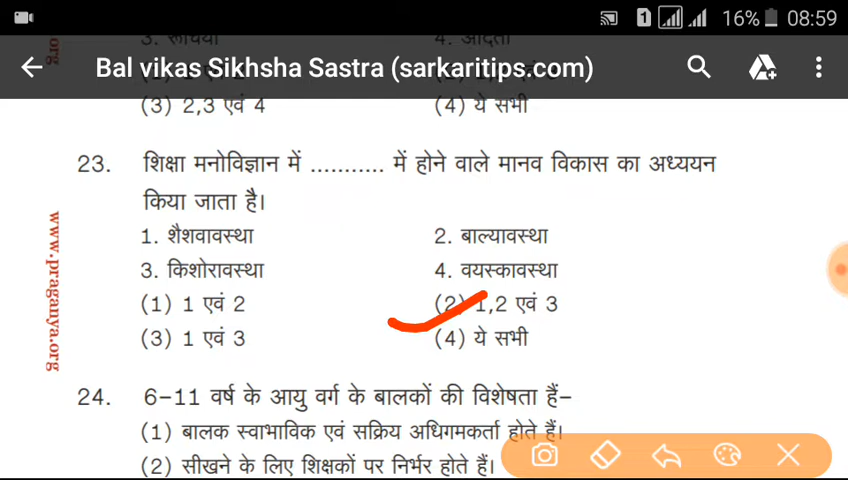 16% 08:59
1
Bal vikas Sikhsha Sastra (sarkaritips.com)
(3) 2,3 एवं 4 (4) ये सभी
23. शिक्षा मनोविज्ञान में ........... में होने वाले मानव विकास का अध्ययन
किया जाता है।
1. शैशवावस्था 2. बाल्यावस्था
3. किशोरावस्था 4. वयस्कावस्था
(1) 1 एवं 2 (2) 1,2 एवं 3
(3) 1 एवं 3 (4) ये सभी
24. 6-11 वर्ष के आयु वर्ग के बालकों की विशेषता हैं-
(1) बालक स्वाभाविक एवं सक्रिय अधिगमकर्ता होते हैं।
(2) सीखने के लिए शिक्षकों पर निर्भर होते हैं।
www.praganya.org